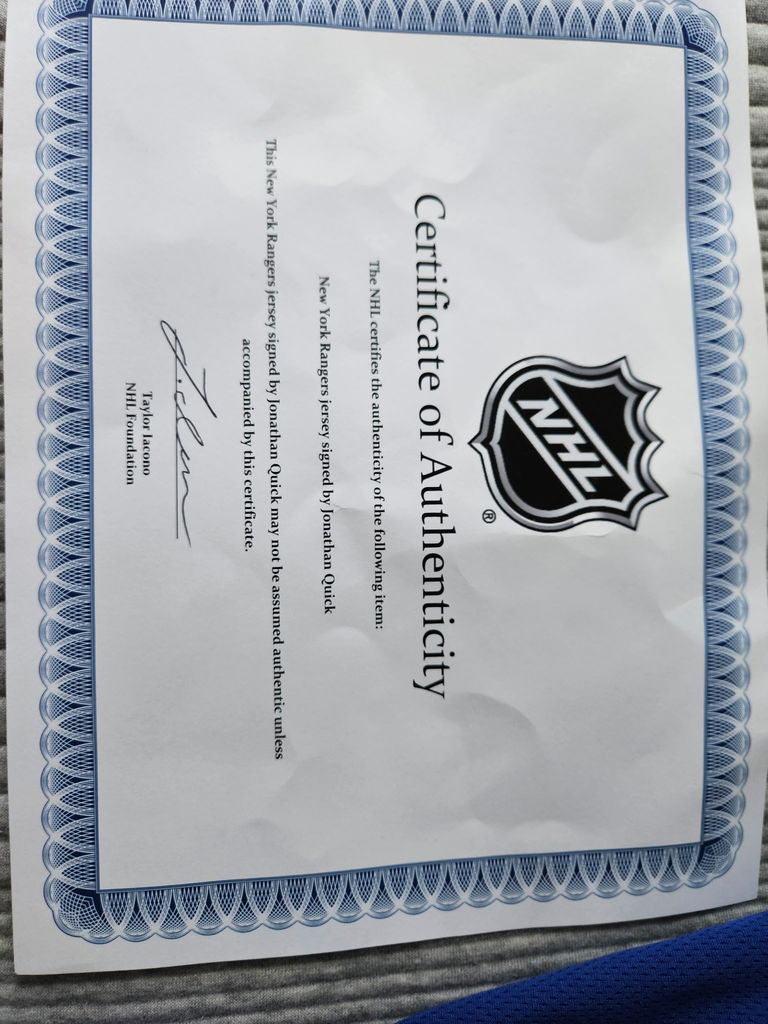 NHL
®
Certificate of Authenticity
The NHL certifies the authenticity of the following item:
New York Rangers jersey signed by Jonathan Quick
This New York Rangers jersey signed by Jonathan Quick may not be assumed authentic unless
accompanied by this certificate.
Taylor Iacono
NHL Foundation